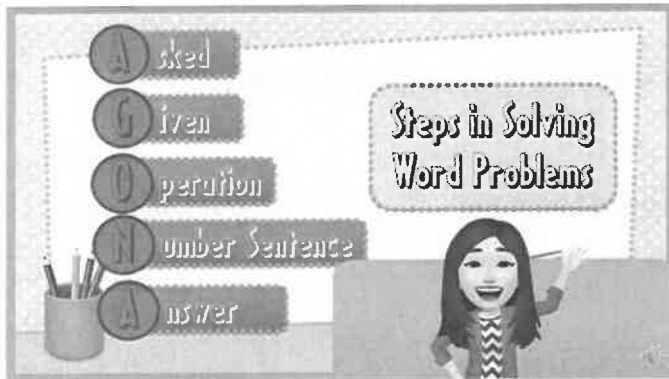 Asked
Given
Operation
Number Sentence
Answer
Steps in Solving
Word Problems